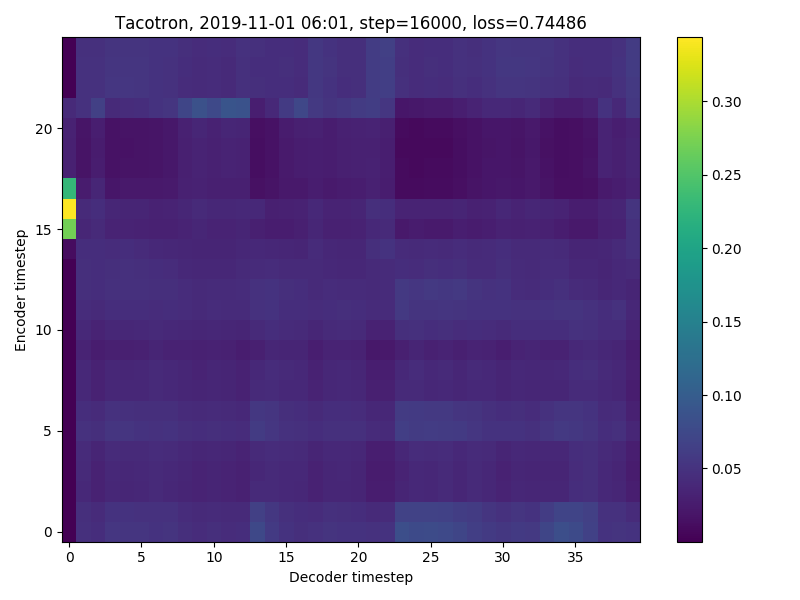 Tacotron, 2019-11-01 06:01, step=16000, loss=0.74486
Encoder timestep
20
15
10
5
0
0 5 10 15 20 25 30 35
Decoder timestep
0.30
0.25
0.20
0.15
0.10
0.05